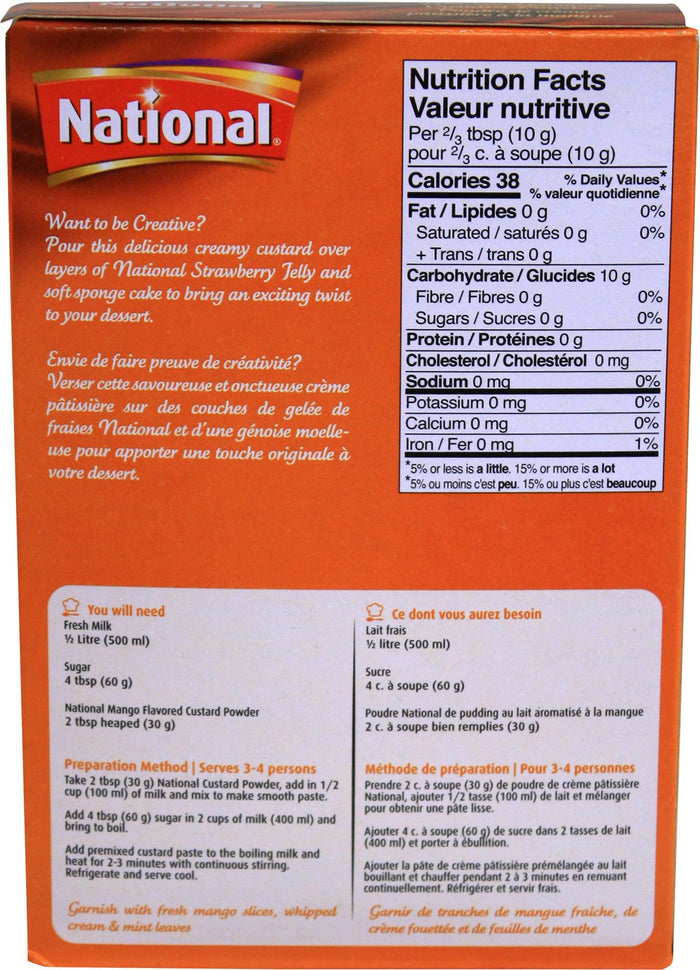 National®
Want to be Creative?
Pour this delicious creamy custard over
layers of National Strawberry Jelly and
soft sponge cake to bring an exciting twist
to your dessert.
Envie de faire preuve de créativité?
Verser cette savoureuse et onctueuse crème
pâtissière sur des couches de gelée de
fraises National et d'une génoise moelle-
use pour apporter une touche originale à
votre dessert.
Nutrition Facts
Valeur nutritive
Per 2/3 tbsp (10 g)
pour 2/3 c. à soupe (10 g)
Calories 38 % Daily Values*
% valeur quotidienne*
Fat / Lipides 0 g 0%
Saturated / saturés 0 g 0%
+ Trans / trans 0 g
Carbohydrate / Glucides 10 g
Fibre / Fibres 0 g 0%
Sugars / Sucres 0 g 0%
Protein / Protéines 0 g
Cholesterol / Cholestérol 0 mg
Sodium 0 mg 0%
Potassium 0 mg 0%
Calcium 0 mg 0%
Iron / Fer 0 mg 1%
*5% or less is a little. 15% or more is a lot
*5% ou moins c'est peu. 15% ou plus c'est beaucoup
You will need
Fresh Milk
½ Litre (500 ml)
Sugar
4 tbsp (60 g)
National Mango Flavored Custard Powder
2 tbsp heaped (30 g)
Preparation Method | Serves 3-4 persons
Take 2 tbsp (30 g) National Custard Powder, add in 1/2
cup (100 ml) of milk and mix to make smooth paste.
Add 4 tbsp (60 g) sugar in 2 cups of milk (400 ml) and
bring to boil.
Add premixed custard paste to the boiling milk and
heat for 2-3 minutes with continuous stirring.
Refrigerate and serve cool.
Garnish with fresh mango slices, whipped
cream & mint leaves
Ce dont vous aurez besoin
Lait frais
½ litre (500 ml)
Sucre
4 c. à soupe (60 g)
Poudre National de pudding au lait aromatisé à la mangue
2 c. à soupe bien remplies (30 g)
Méthode de préparation | Pour 3-4 personnes
Prendre 2 c. à soupe (30 g) de poudre de crème pâtissière
National, ajouter 1/2 tasse (100 ml) de lait et mélanger
pour obtenir une pâte lisse.
Ajouter 4 c. à soupe (60 g) de sucre dans 2 tasses de lait
(400 ml) et porter à ébullition.
Ajouter la pâte de crème pâtissière prémélangée au lait
bouillant et chauffer pendant 2 à 3 minutes en remuant
continuellement. Réfrigérer et servir frais.
Garnir de tranches de mangue fraîche, de
crème fouettée et de feuilles de menthe